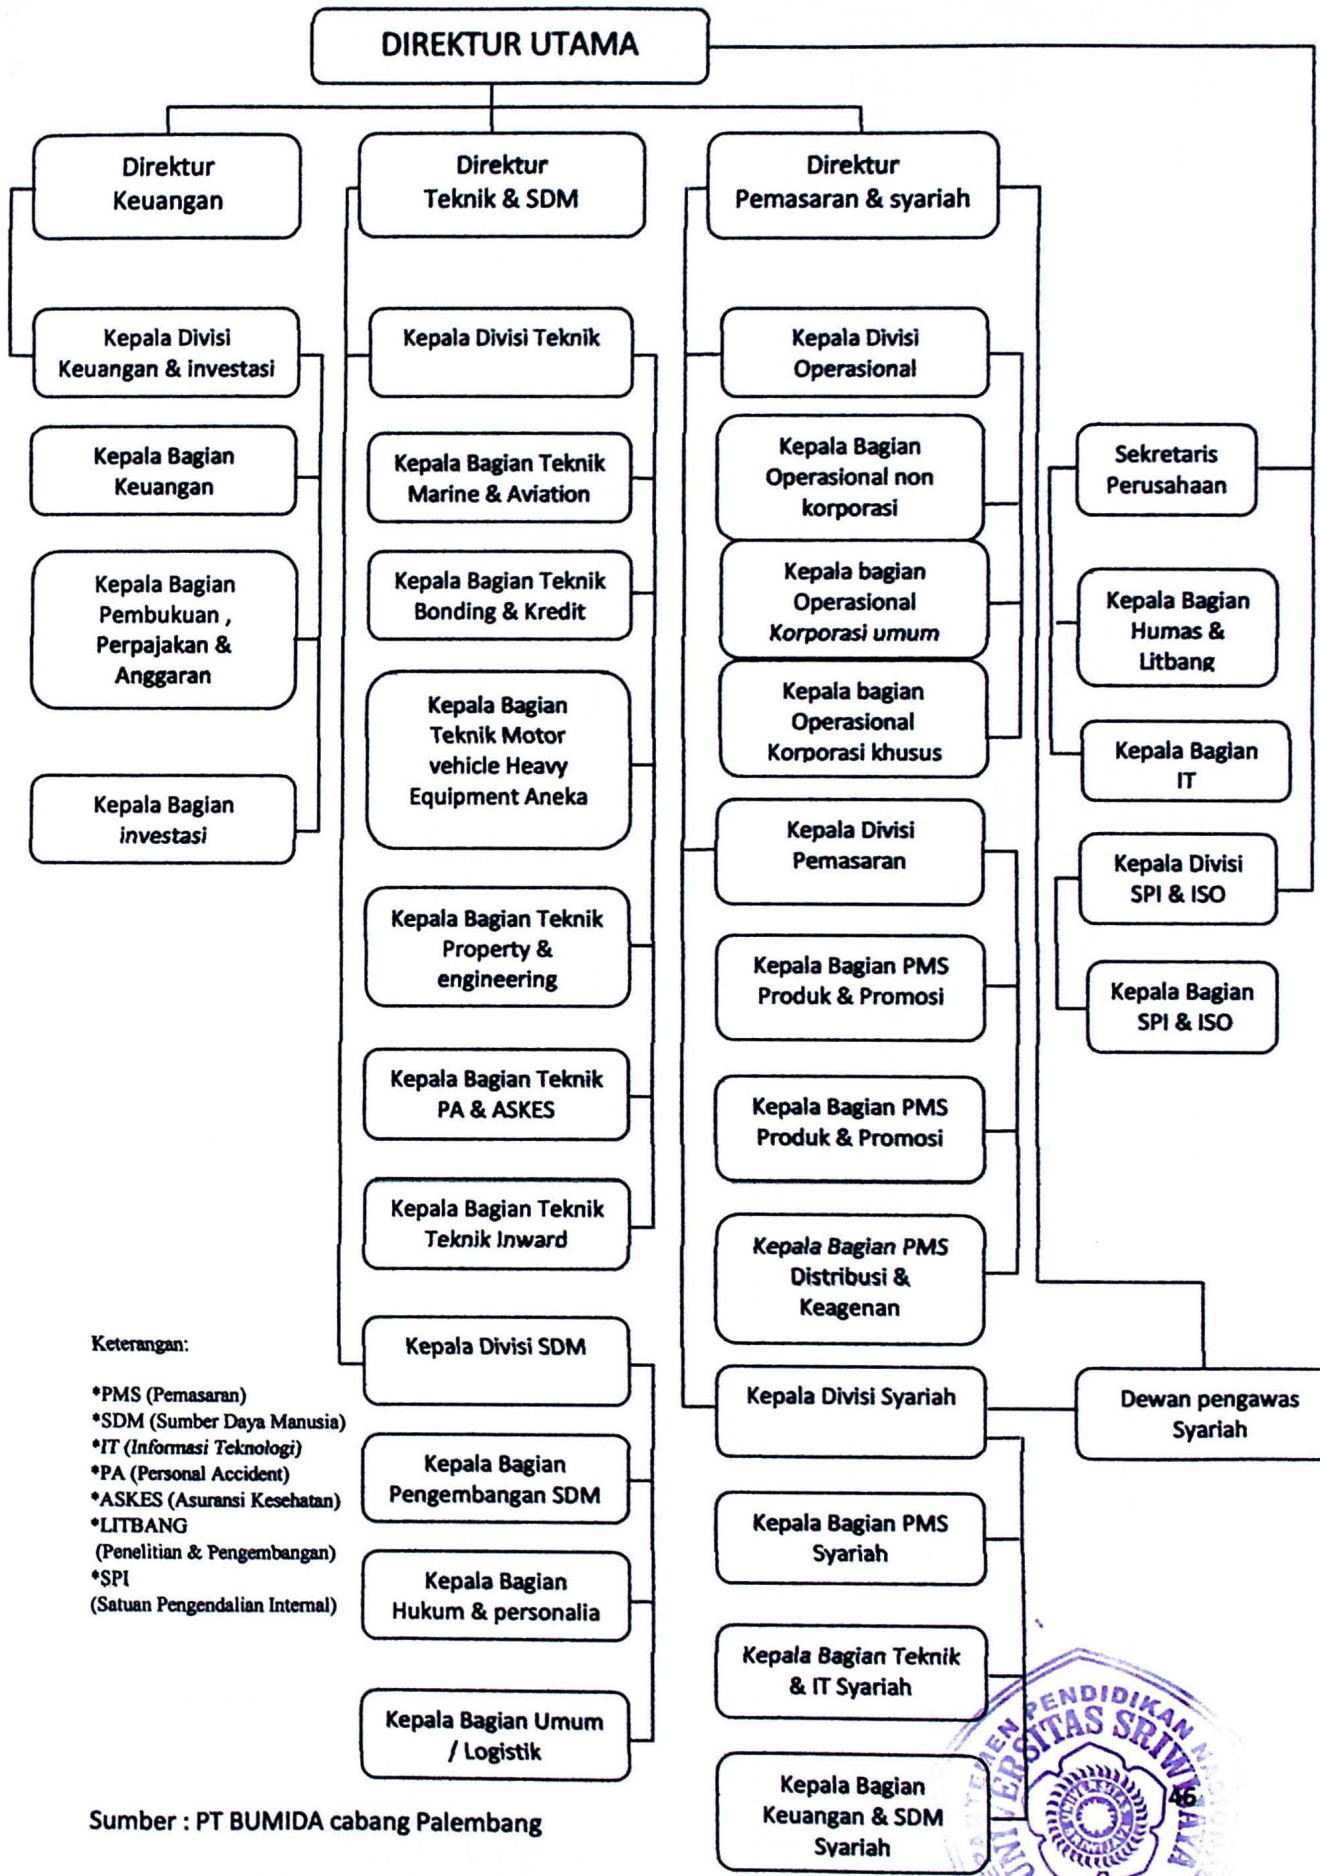 DIREKTUR UTAMA
Direktur
Keuangan
Direktur
Teknik & SDM
Direktur
Pemasaran & syariah
Kepala Divisi
Keuangan & investasi
Kepala Bagian
Keuangan
Kepala Bagian
Pembukuan ,
Perpajakan &
Anggaran
Kepala Bagian
investasi
Kepala Divisi Teknik
Kepala Bagian Teknik
Marine & Aviation
Kepala Bagian Teknik
Bonding & Kredit
Kepala Bagian
Teknik Motor
vehicle Heavy
Equipment Aneka
Kepala Bagian Teknik
Property &
engineering
Kepala Bagian Teknik
PA & ASKES
Kepala Bagian Teknik
Teknik Inward
Kepala Divisi SDM
Kepala Bagian
Pengembangan SDM
Kepala Bagian
Hukum & personalia
Kepala Bagian Umum
/ Logistik
Kepala Divisi
Operasional
Kepala Bagian
Operasional non
korporasi
Kepala bagian
Operasional
Korporasi umum
Kepala bagian
Operasional
Korporasi khusus
Kepala Divisi
Pemasaran
Kepala Bagian PMS
Produk & Promosi
Kepala Bagian PMS
Produk & Promosi
Kepala Bagian PMS
Distribusi &
Keagenan
Kepala Divisi Syariah
Kepala Bagian PMS
Syariah
Kepala Bagian Teknik
& IT Syariah
Kepala Bagian
Keuangan & SDM
Syariah
Sekretaris
Perusahaan
Kepala Bagian
Humas &
Litbang
Kepala Bagian
IT
Kepala Divisi
SPI & ISO
Kepala Bagian
SPI & ISO
Dewan pengawas
Syariah
Keterangan:
*PMS (Pemasaran)
*SDM (Sumber Daya Manusia)
*IT (Informasi Teknologi)
*PA (Personal Accident)
*ASKES (Asuransi Kesehatan)
*LITBANG
(Penelitian & Pengembangan)
*SPI
(Satuan Pengendalian Internal)
Sumber : PT BUMIDA cabang Palembang
PENDIDIKAN
UNIVERSITAS SRIWIJAYA
46